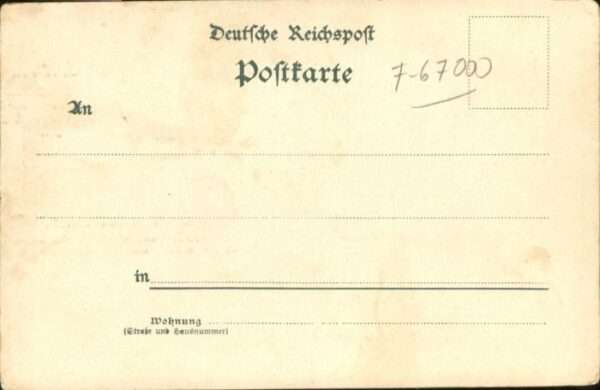 Deutsche Reichspost
Postkarte
7-67000
An
in
Wohnung
(Straße und Hausnummer)